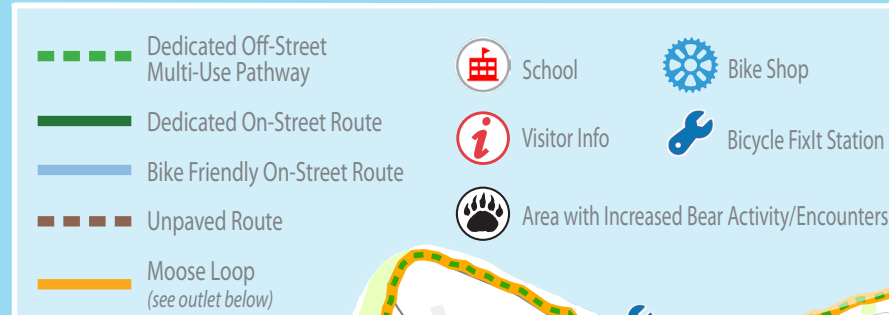 Dedicated Off-Street
Multi-Use Pathway
Dedicated On-Street Route
Bike Friendly On-Street Route
Unpaved Route
Moose Loop
(see outlet below)
School
Visitor Info
Area with Increased Bear Activity/Encounters
Bike Shop
Bicycle FixIt Station